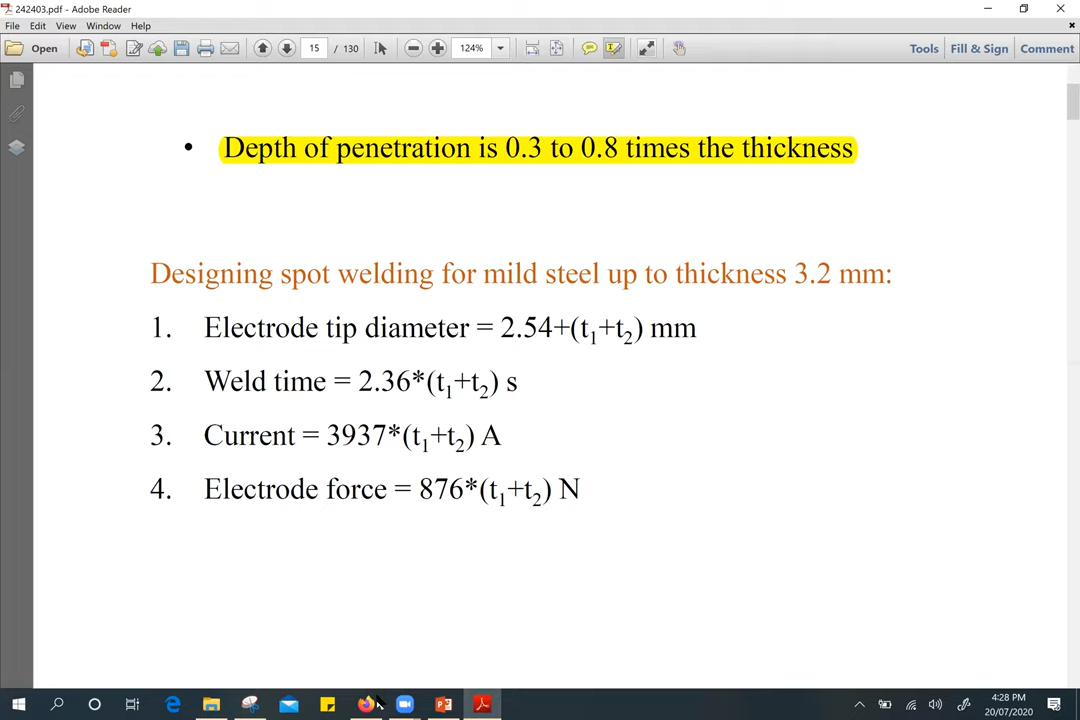 242403.pdf - Adobe Reader
File Edit View Window Help
Open 15 / 130 124% Tools Fill & Sign Comment
• Depth of penetration is 0.3 to 0.8 times the thickness
Designing spot welding for mild steel up to thickness 3.2 mm:
1. Electrode tip diameter = 2.54+(t₁+t₂) mm
2. Weld time = 2.36*(t₁+t₂) s
3. Current = 3937*(t₁+t₂) A
4. Electrode force = 876*(t₁+t₂) N
4:28 PM
20/07/2020